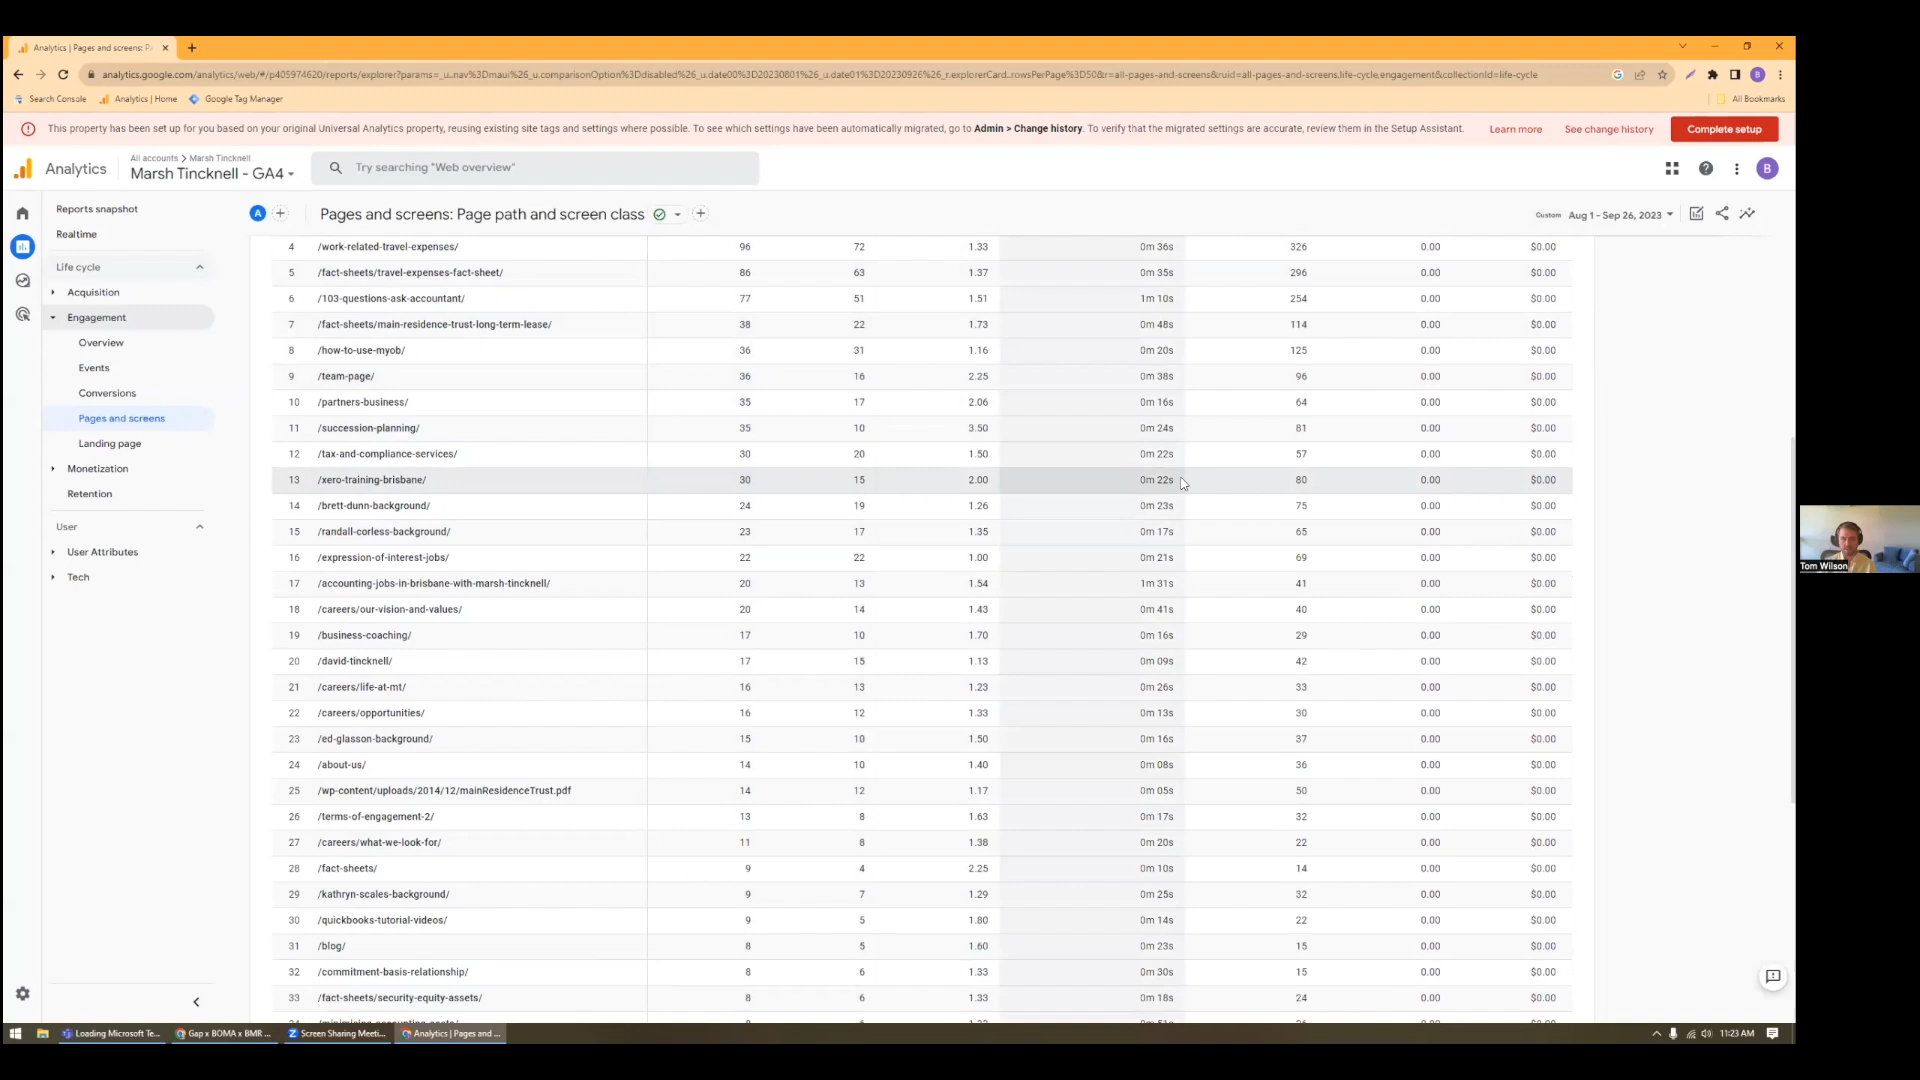 Analytics | Pages and screens: Pa
analytics.google.com/analytics/web/#/p405974620/reports/explorer?params=_u..nav%3Dmaui%26_u.comparisonOption%3Ddisabled%26_u.date00%3D20230801%26_u.date01%3D20230926%26_r.explorerCard..rowsPerPage%3D50&r=all-pages-and-screens&ruid=all-pages-and-screens,life-cycle,engagement&collectionId=life-cycle
Search Console Analytics | Home Google Tag Manager All Bookmarks
This property has been set up for you based on your original Universal Analytics property, reusing existing site tags and settings where possible. To see which settings have been automatically migrated, go to Admin > Change history. To verify that the migrated settings are accurate, review them in the Setup Assistant. Learn more See change history Complete setup
All accounts > Marsh Tincknell
Analytics Marsh Tincknell - GA4 Try searching "Web overview" B
Reports snapshot
Realtime
Life cycle
Acquisition
Engagement
Overview
Events
Conversions
Pages and screens
Landing page
Monetization
Retention
User
User Attributes
Tech
A Pages and screens: Page path and screen class Custom Aug 1 - Sep 26, 2023
4 /work-related-travel-expenses/ 96 72 1.33 0m 36s 326 0.00 $0.00
5 /fact-sheets/travel-expenses-fact-sheet/ 86 63 1.37 0m 35s 296 0.00 $0.00
6 /103-questions-ask-accountant/ 77 51 1.51 1m 10s 254 0.00 $0.00
7 /fact-sheets/main-residence-trust-long-term-lease/ 38 22 1.73 0m 48s 114 0.00 $0.00
8 /how-to-use-myob/ 36 31 1.16 0m 20s 125 0.00 $0.00
9 /team-page/ 36 16 2.25 0m 38s 96 0.00 $0.00
10 /partners-business/ 35 17 2.06 0m 16s 64 0.00 $0.00
11 /succession-planning/ 35 10 3.50 0m 24s 81 0.00 $0.00
12 /tax-and-compliance-services/ 30 20 1.50 0m 22s 57 0.00 $0.00
13 /xero-training-brisbane/ 30 15 2.00 0m 22s 80 0.00 $0.00
14 /brett-dunn-background/ 24 19 1.26 0m 23s 75 0.00 $0.00
15 /randall-corless-background/ 23 17 1.35 0m 17s 65 0.00 $0.00
16 /expression-of-interest-jobs/ 22 22 1.00 0m 21s 69 0.00 $0.00
17 /accounting-jobs-in-brisbane-with-marsh-tincknell/ 20 13 1.54 1m 31s 41 0.00 $0.00
18 /careers/our-vision-and-values/ 20 14 1.43 0m 41s 40 0.00 $0.00
19 /business-coaching/ 17 10 1.70 0m 16s 29 0.00 $0.00
20 /david-tincknell/ 17 15 1.13 0m 09s 42 0.00 $0.00
21 /careers/life-at-mt/ 16 13 1.23 0m 26s 33 0.00 $0.00
22 /careers/opportunities/ 16 12 1.33 0m 13s 30 0.00 $0.00
23 /ed-glasson-background/ 15 10 1.50 0m 16s 37 0.00 $0.00
24 /about-us/ 14 10 1.40 0m 08s 36 0.00 $0.00
25 /wp-content/uploads/2014/12/mainResidenceTrust.pdf 14 12 1.17 0m 05s 50 0.00 $0.00
26 /terms-of-engagement-2/ 13 8 1.63 0m 17s 32 0.00 $0.00
27 /careers/what-we-look-for/ 11 8 1.38 0m 20s 22 0.00 $0.00
28 /fact-sheets/ 9 4 2.25 0m 10s 14 0.00 $0.00
29 /kathryn-scales-background/ 9 7 1.29 0m 25s 32 0.00 $0.00
30 /quickbooks-tutorial-videos/ 9 5 1.80 0m 14s 22 0.00 $0.00
31 /blog/ 8 5 1.60 0m 23s 15 0.00 $0.00
32 /commitment-basis-relationship/ 8 6 1.33 0m 30s 15 0.00 $0.00
33 /fact-sheets/security-equity-assets/ 8 6 1.33 0m 18s 24 0.00 $0.00
Tom Wilson
Loading Microsoft Te... Gap x BOMA x BMR ... Screen Sharing Meeti... Analytics | Pages and ... 11:23 AM